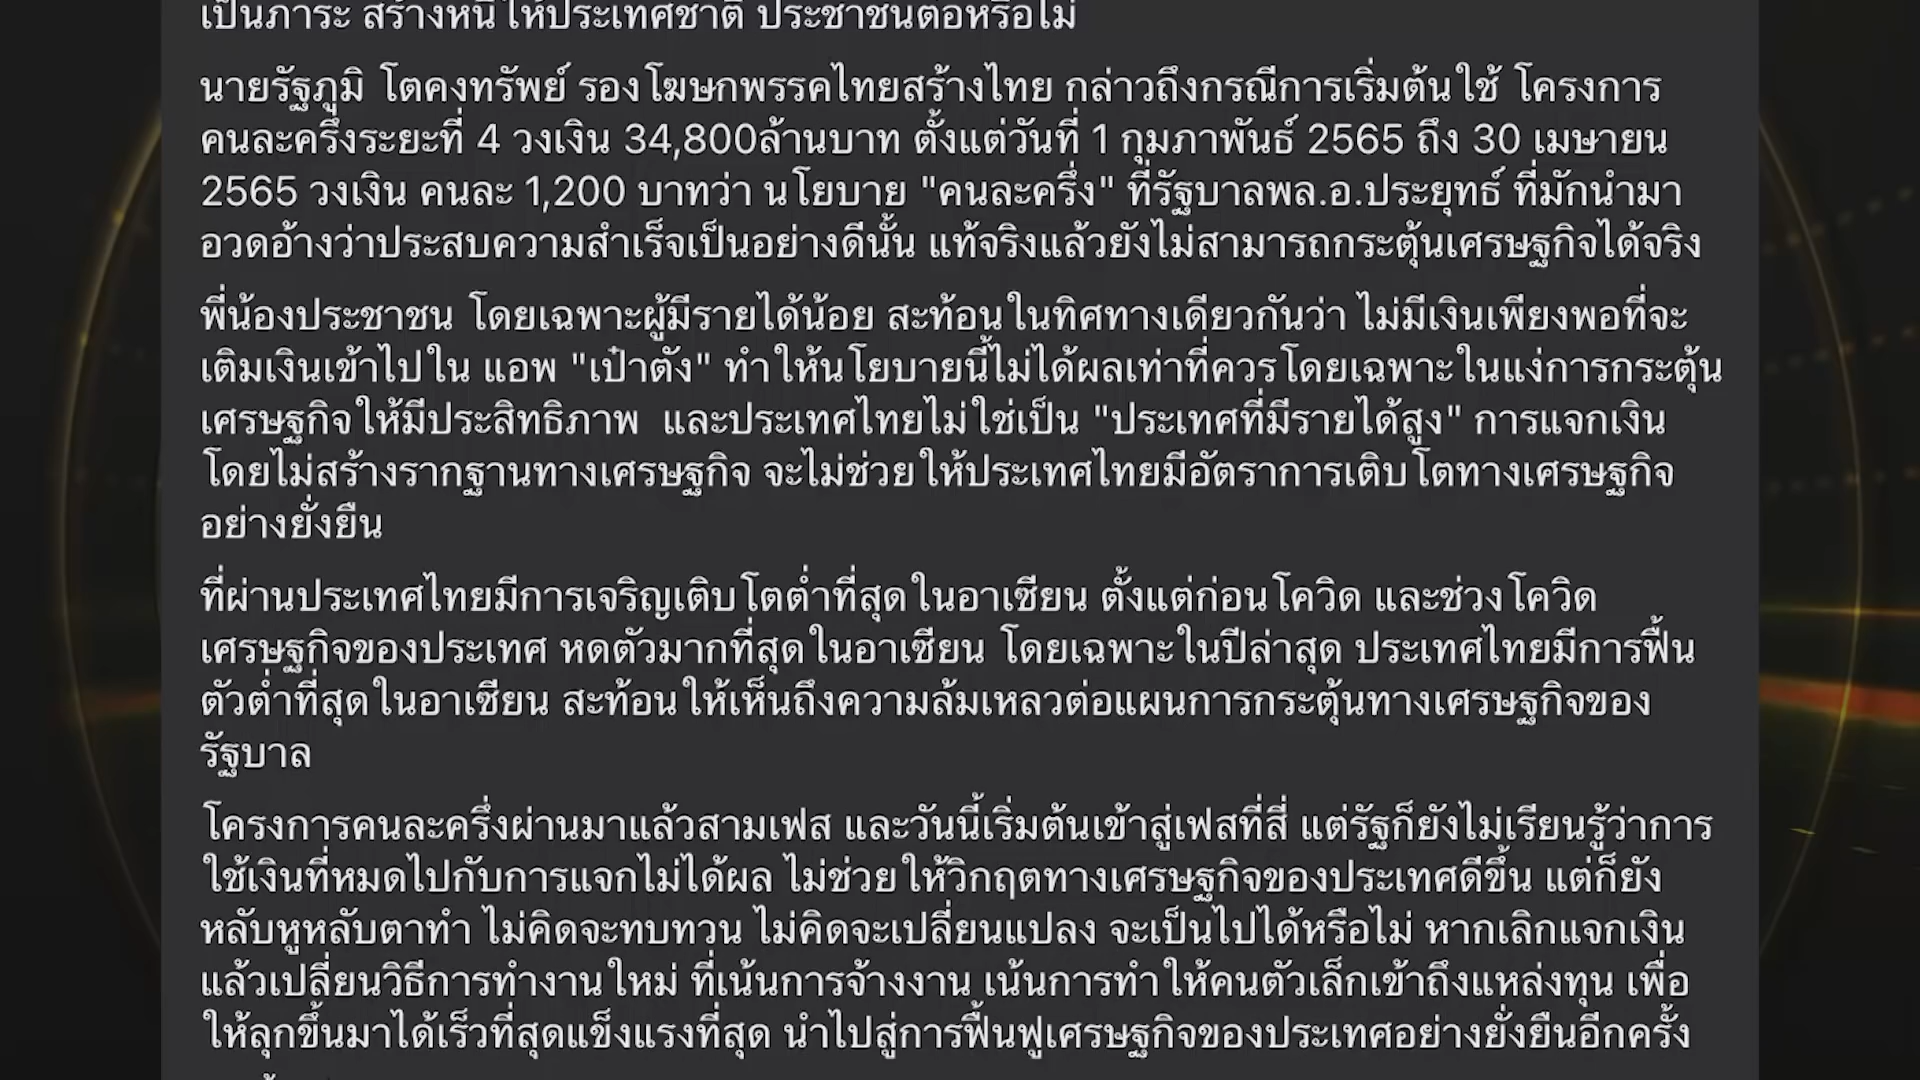 เป็นภาระ สร้างหนี้ให้ประเทศชาติ ประชาชนต่อหรือไม่
นายรัฐภูมิ โตคงทรัพย์ รองโฆษกพรรคไทยสร้างไทย กล่าวถึงกรณีการเริ่มต้นใช้ โครงการ
คนละครึ่งระยะที่ 4 วงเงิน 34,800ล้านบาท ตั้งแต่วันที่ 1 กุมภาพันธ์ 2565 ถึง 30 เมษายน
2565 วงเงิน คนละ 1,200 บาทว่า นโยบาย "คนละครึ่ง" ที่รัฐบาลพล.อ.ประยุทธ์ ที่มักนำมา
อวดอ้างว่าประสบความสำเร็จเป็นอย่างดีนั้น แท้จริงแล้วยังไม่สามารถกระตุ้นเศรษฐกิจได้จริง
พี่น้องประชาชน โดยเฉพาะผู้มีรายได้น้อย สะท้อนในทิศทางเดียวกันว่า ไม่มีเงินเพียงพอที่จะ
เติมเงินเข้าไปใน แอพ "เป๋าตัง" ทำให้นโยบายนี้ไม่ได้ผลเท่าที่ควรโดยเฉพาะในแง่การกระตุ้น
เศรษฐกิจให้มีประสิทธิภาพ และประเทศไทยไม่ใช่เป็น "ประเทศที่มีรายได้สูง" การแจกเงิน
โดยไม่สร้างรากฐานทางเศรษฐกิจ จะไม่ช่วยให้ประเทศไทยมีอัตราการเติบโตทางเศรษฐกิจ
อย่างยั่งยืน
ที่ผ่านประเทศไทยมีการเจริญเติบโตต่ำที่สุดในอาเซียน ตั้งแต่ก่อนโควิด และช่วงโควิด
เศรษฐกิจของประเทศ หดตัวมากที่สุดในอาเซียน โดยเฉพาะในปีล่าสุด ประเทศไทยมีการฟื้น
ตัวต่ำที่สุดในอาเซียน สะท้อนให้เห็นถึงความล้มเหลวต่อแผนการกระตุ้นทางเศรษฐกิจของ
รัฐบาล
โครงการคนละครึ่งผ่านมาแล้วสามเฟส และวันนี้เริ่มต้นเข้าสู่เฟสที่สี่ แต่รัฐก็ยังไม่เรียนรู้ว่าการ
ใช้เงินที่หมดไปกับการแจกไม่ได้ผล ไม่ช่วยให้วิกฤตทางเศรษฐกิจของประเทศดีขึ้น แต่ก็ยัง
หลับหูหลับตาทำ ไม่คิดจะทบทวน ไม่คิดจะเปลี่ยนแปลง จะเป็นไปได้หรือไม่ หากเลิกแจกเงิน
แล้วเปลี่ยนวิธีการทำงานใหม่ ที่เน้นการจ้างงาน เน้นการทำให้คนตัวเล็กเข้าถึงแหล่งทุน เพื่อ
ให้ลุกขึ้นมาได้เร็วที่สุดแข็งแรงที่สุด นำไปสู่การฟื้นฟูเศรษฐกิจของประเทศอย่างยั่งยืนอีกครั้ง